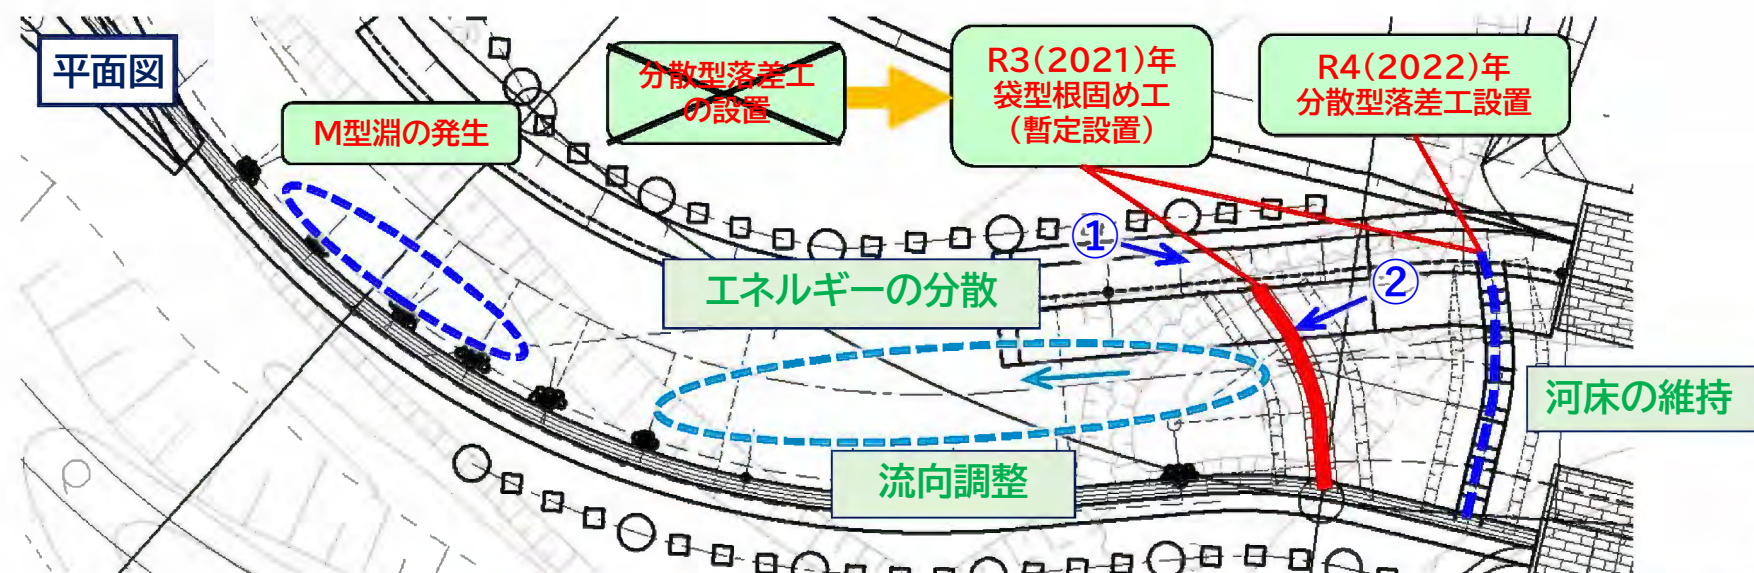 平面図
M型淵の発生
分散型落差工
の設置
R3(2021)年
袋型根固め工
(暫定設置)
R4(2022)年
分散型落差工設置
①
②
エネルギーの分散
流向調整
河床の維持